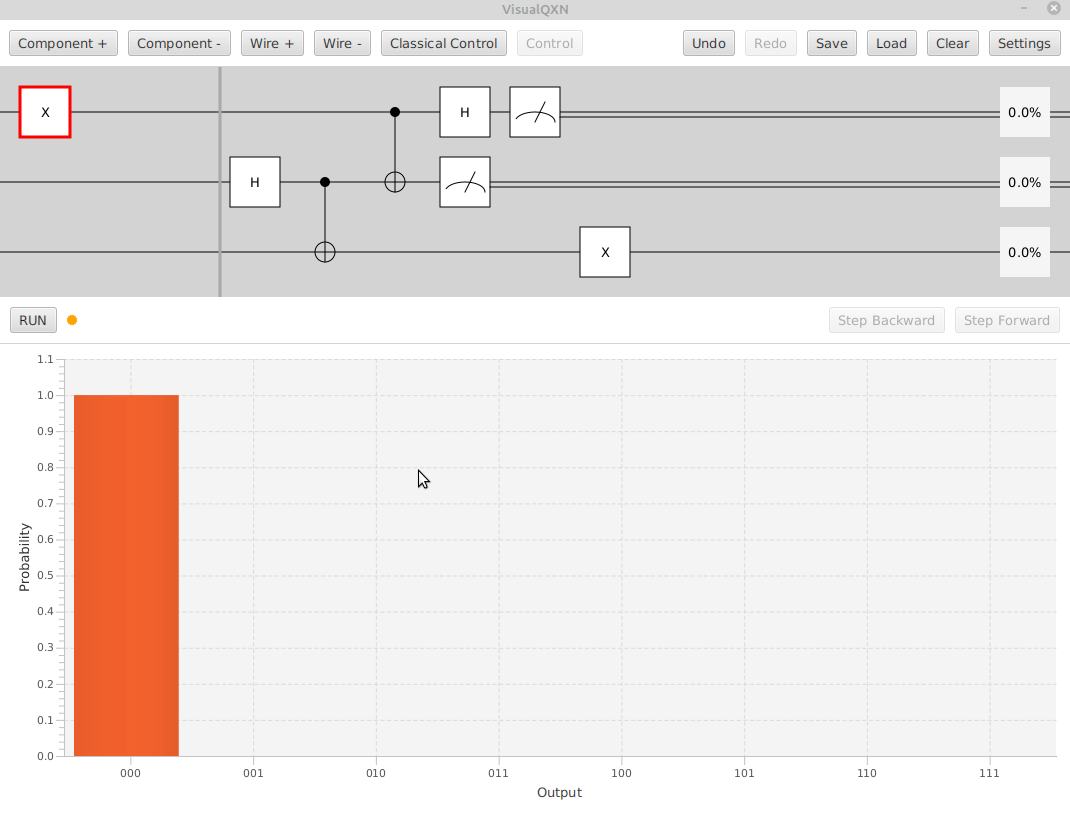 VisualQXN
Component + Component - Wire + Wire - Classical Control Control Undo Redo Save Load Clear Settings
X H 0.0%
H 0.0%
X 0.0%
RUN Step Backward Step Forward
1.1
1.0
0.9
0.8
0.7
0.6
0.5
0.4
0.3
0.2
0.1
0.0
Probability
000 001 010 011 100 101 110 111
Output